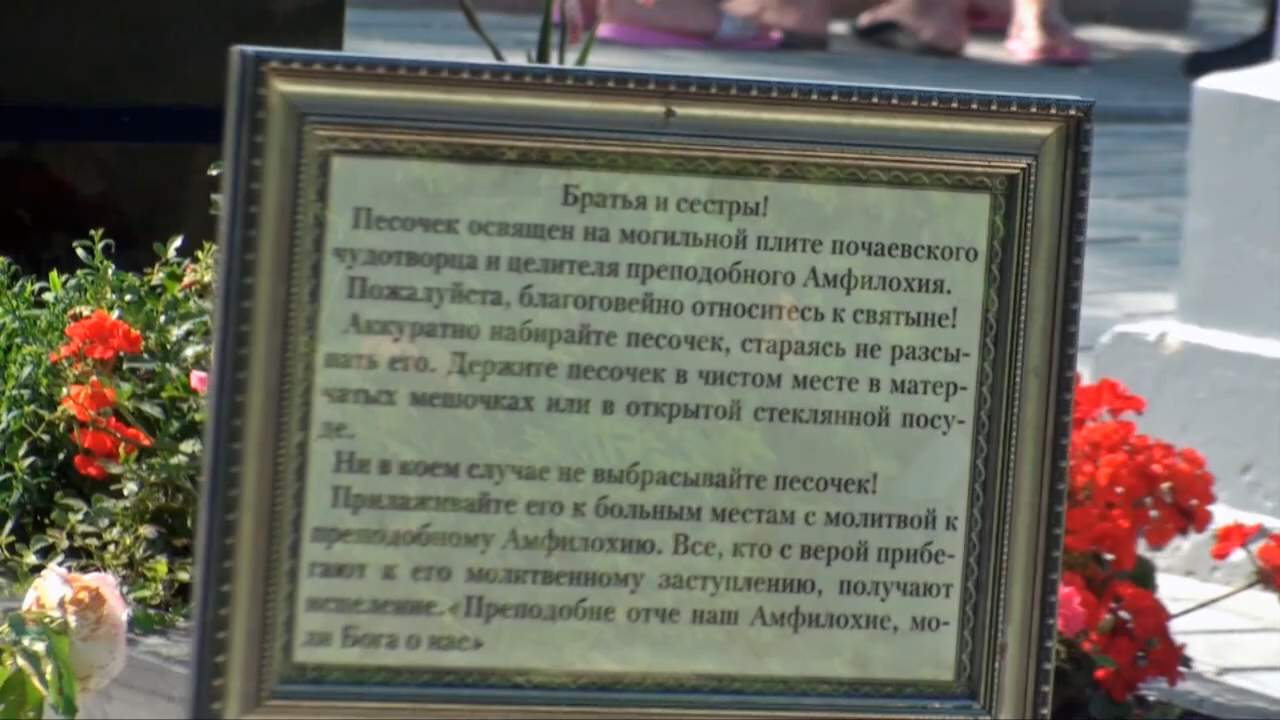 Братья и сестры!
Песочек освящен на могильной плите почаевского
чудотворца и целителя преподобного Амфилохия.
Пожалуйста, благоговейно относитесь к святыне!
Аккуратно набирайте песочек, стараясь не рассы-
пать его. Держите песочек в чистом месте в матер-
чатых мешочках или в открытой стеклянной посу-
де.
Ни в коем случае не выбрасывайте песочек!
Прилаживайте его к больным местам с молитвой к
преподобному Амфилохию. Все, кто с верой прибе-
гают к его молитвенному заступлению, получают
исцеление. «Преподобне отче наш Амфилохие, мо-
ли Бога о нас»